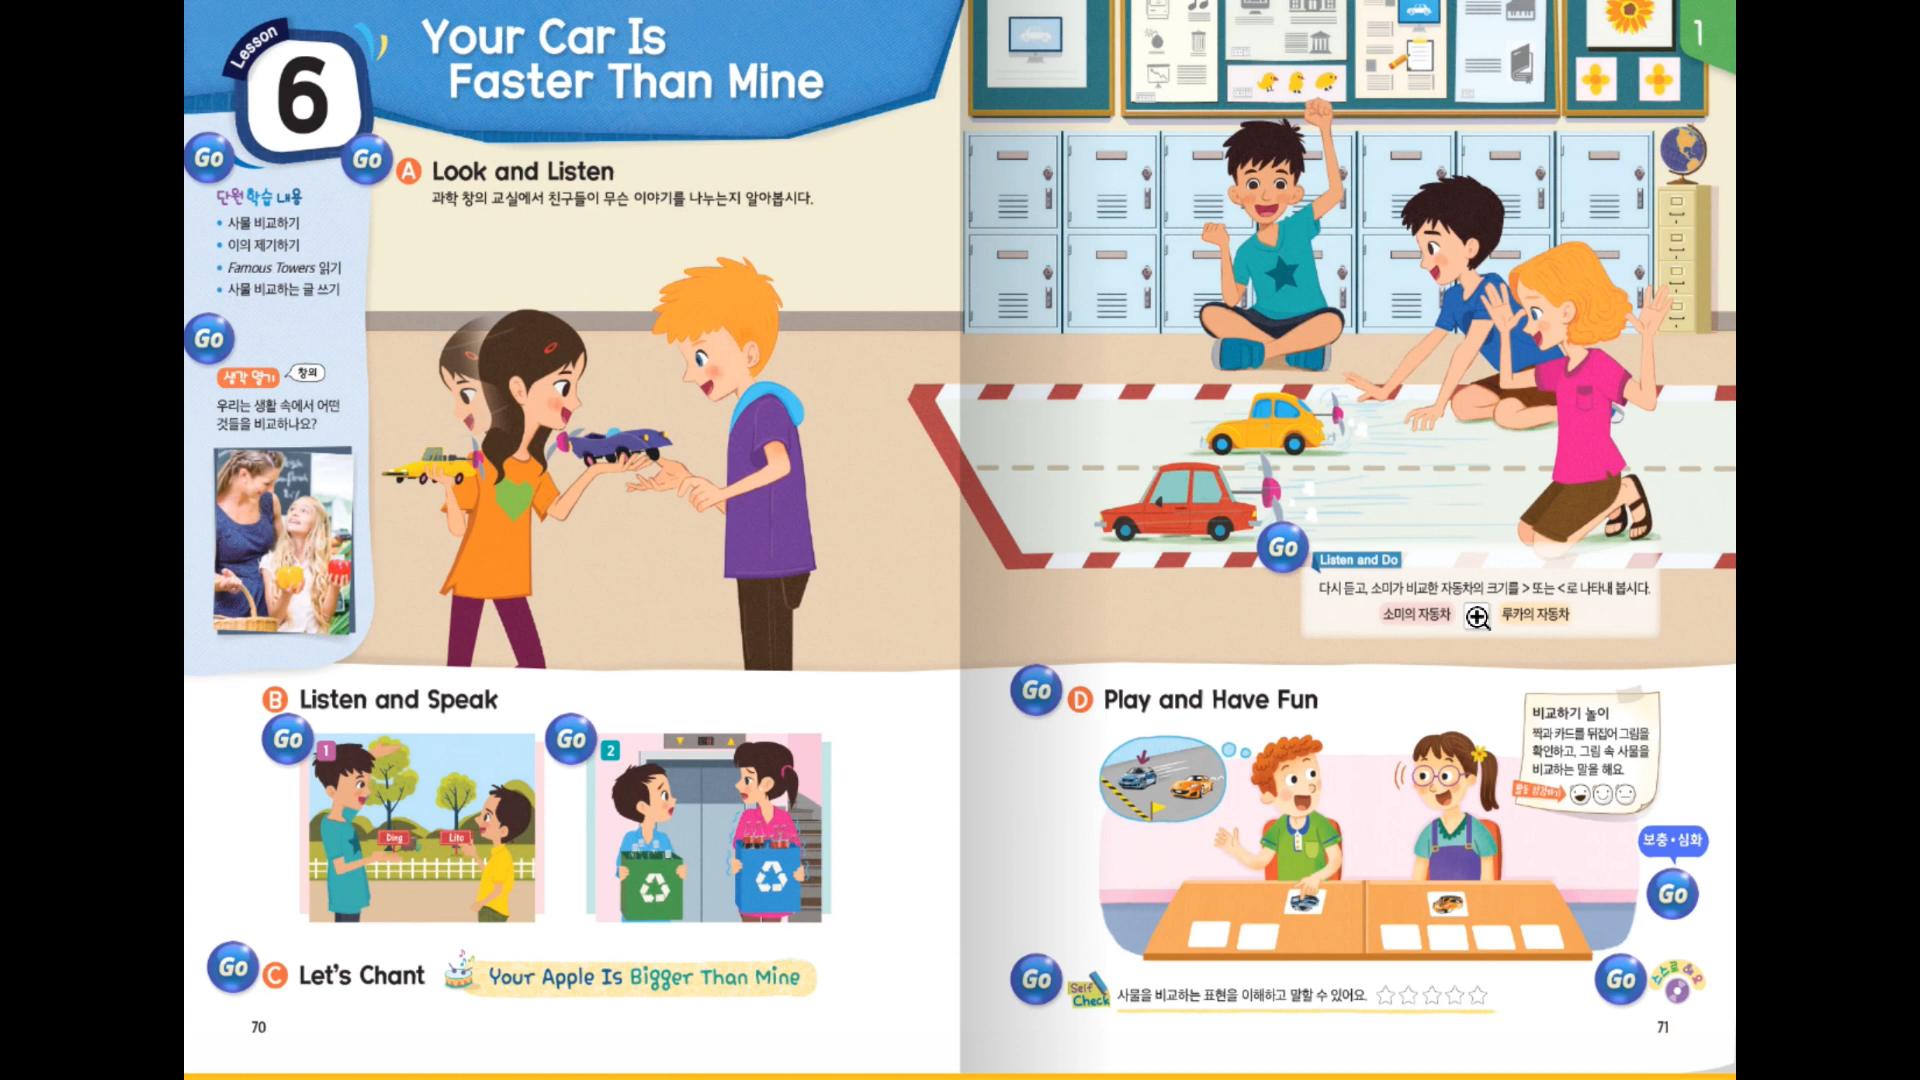 Lesson
6
Your Car Is
Faster Than Mine
1
Go
단원 학습 내용
• 사물 비교하기
• 이의 제기하기
• Famous Towers 읽기
• 사물 비교하는 글 쓰기
Go
생각 열기
창의
우리는 생활 속에서 어떤
것들을 비교하나요?
Go
A Look and Listen
과학 창의 교실에서 친구들이 무슨 이야기를 나누는지 알아봅시다.
Go
Listen and Do
다시 듣고, 소미가 비교한 자동차의 크기를 > 또는 <로 나타내 봅시다.
소미의 자동차
루카의 자동차
B Listen and Speak
Go
1
Ding
Lito
Go
2
Go
C Let's Chant
Your Apple Is Bigger Than Mine
70
Go
D Play and Have Fun
비교하기 놀이
짝과 카드를 뒤집어 그림을
확인하고, 그림 속 사물을
비교하는 말을 해요.
활동 점검하기
보충•심화
Go
Go
Self
Check
사물을 비교하는 표현을 이해하고 말할 수 있어요.
Go
71